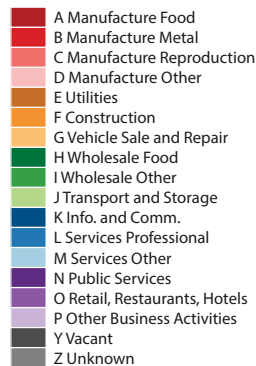 A Manufacture Food
B Manufacture Metal
C Manufacture Reproduction
D Manufacture Other
E Utilities
F Construction
G Vehicle Sale and Repair
H Wholesale Food
I Wholesale Other
J Transport and Storage
K Info. and Comm.
L Services Professional
M Services Other
N Public Services
O Retail, Restaurants, Hotels
P Other Business Activities
Y Vacant
Z Unknown